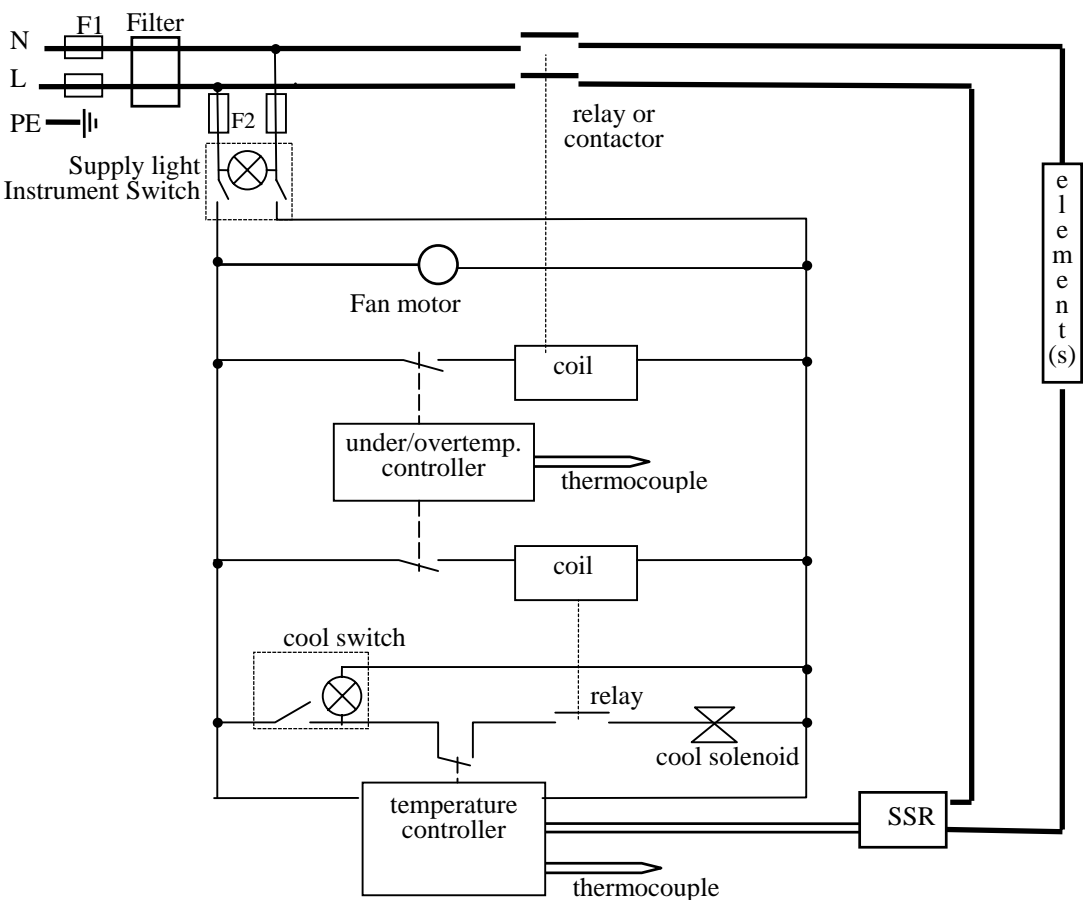 F1
Filter
N
L
PE
F2
Supply light
Instrument Switch
relay or
contactor
element(s)
Fan motor
coil
under/overtemp.
controller
thermocouple
coil
cool switch
relay
cool solenoid
temperature
controller
SSR
thermocouple